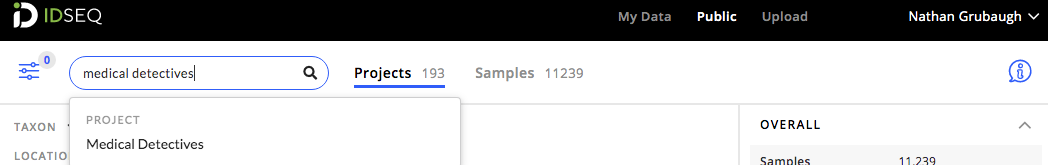 IDSEQ My Data Public Upload Nathan Grubaugh
0 medical detectives Projects 193 Samples 11239
PROJECT
TAXON OVERALL
Medical Detectives
LOCATIO
Samples 11,239